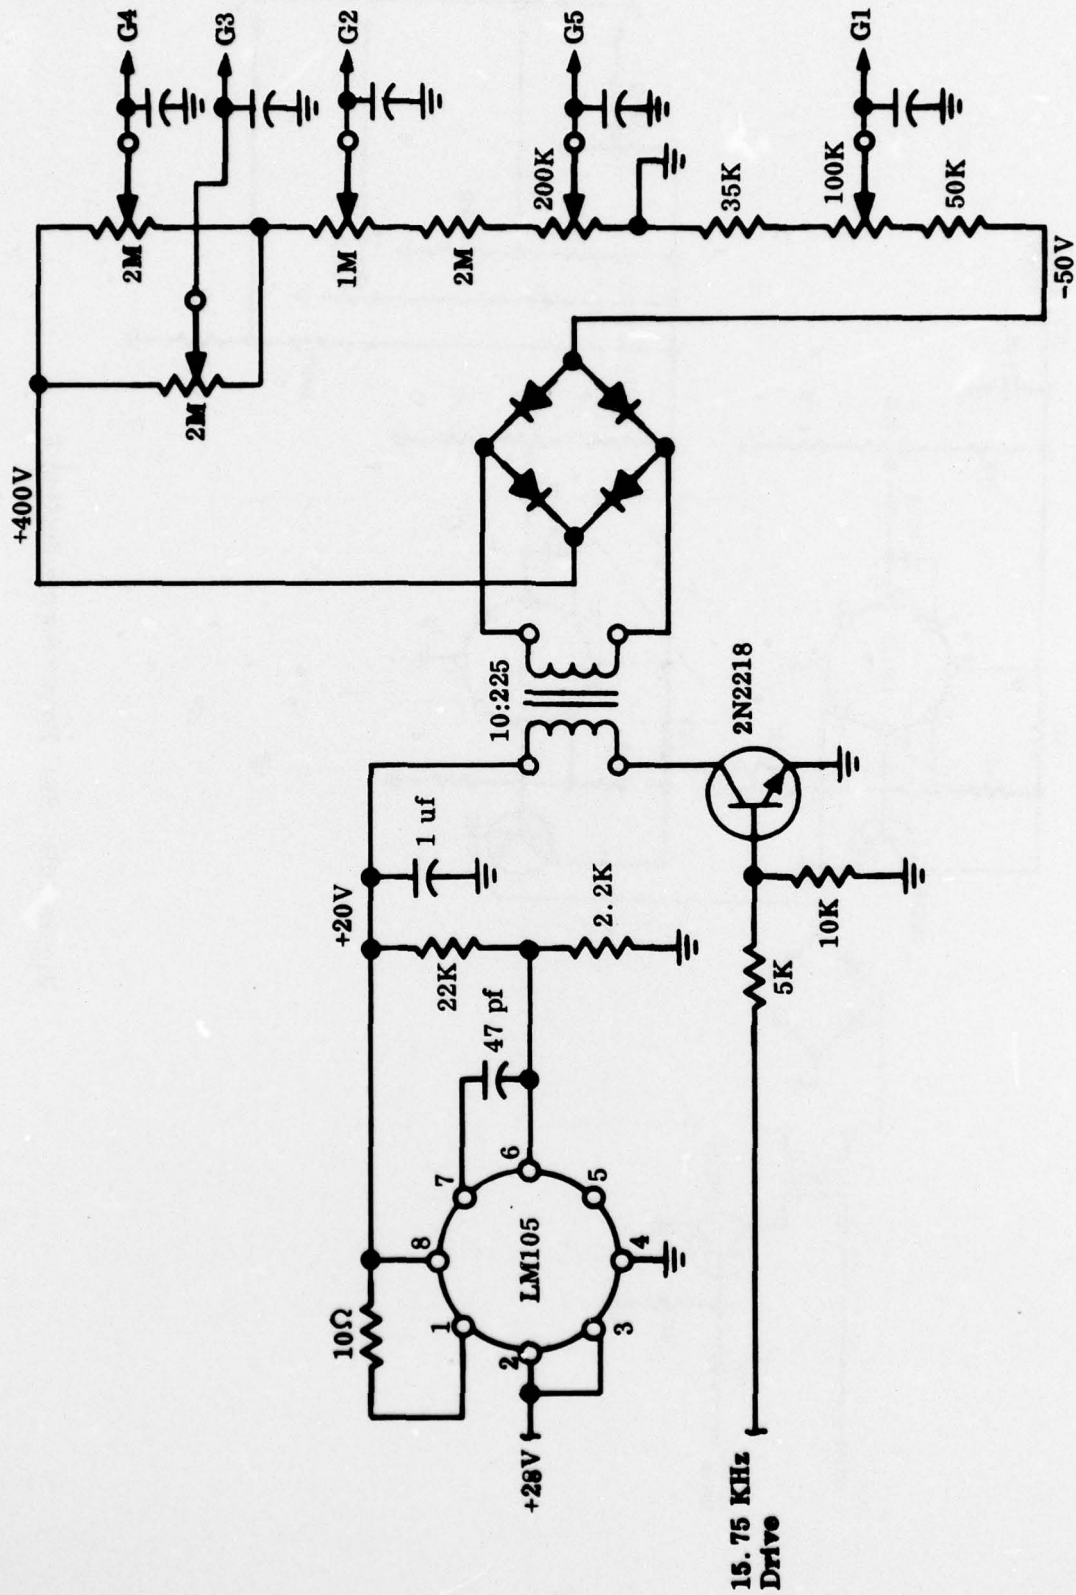 +400V
2M
G4
G3
2M
1M
G2
2M
200K
G5
35K
100K
G1
50K
-50V
10:225
2N2218
+20V
1 uf
22K
2.2K
47 pf
10K
5K
10Ω
LM105
1
2
3
4
5
6
7
8
+28V
15.75 KHz
Drive